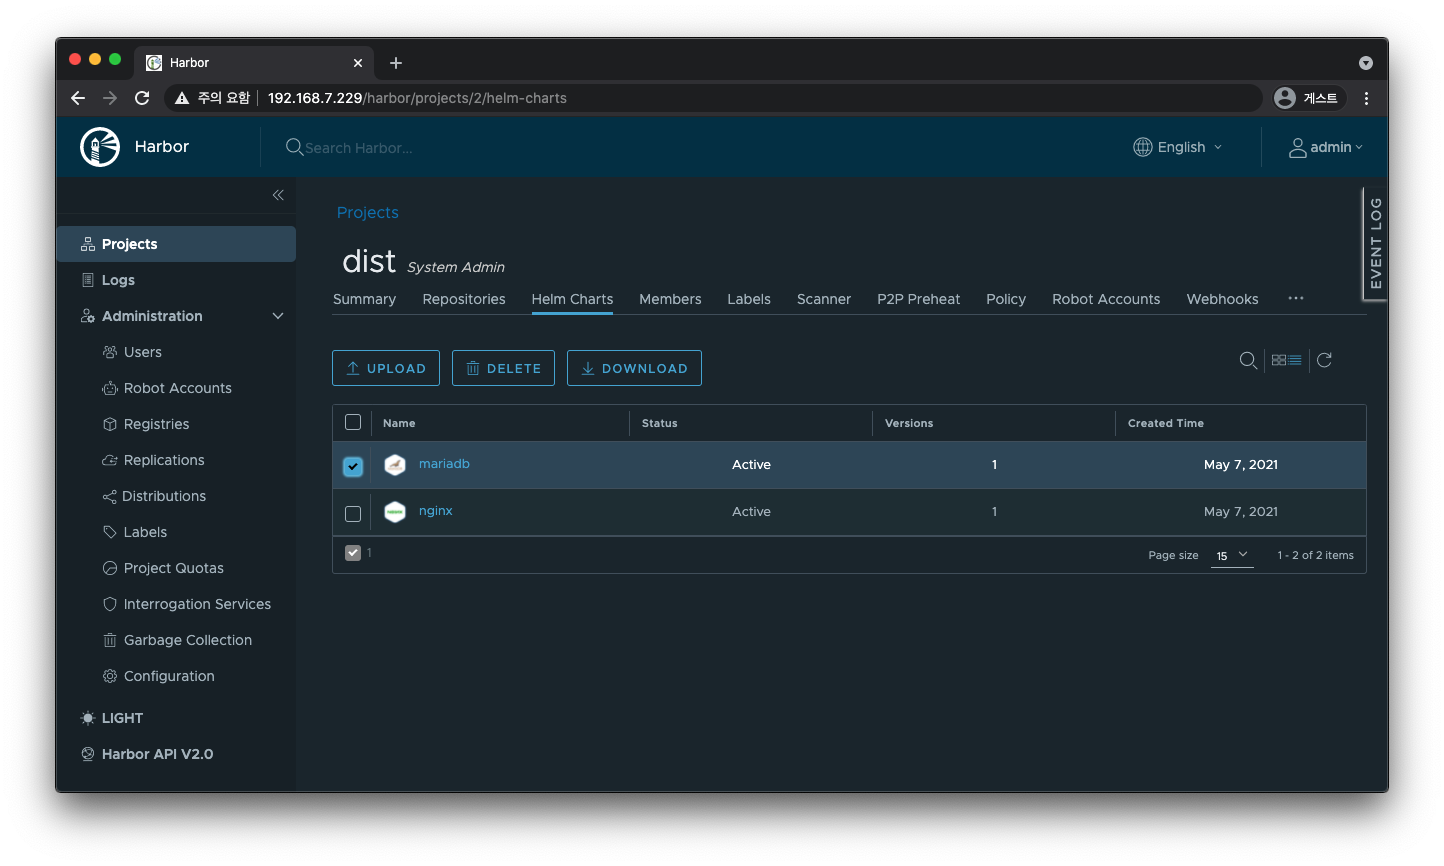 Harbor
주의 요함 192.168.7.229/harbor/projects/2/helm-charts 게스트
Harbor Search Harbor... English admin
EVENT LOG
Projects
Logs
Administration
Users
Robot Accounts
Registries
Replications
Distributions
Labels
Project Quotas
Interrogation Services
Garbage Collection
Configuration
LIGHT
Harbor API V2.0
Projects
dist System Admin
Summary Repositories Helm Charts Members Labels Scanner P2P Preheat Policy Robot Accounts Webhooks ...
UPLOAD DELETE DOWNLOAD
Name Status Versions Created Time
mariadb Active 1 May 7, 2021
nginx Active 1 May 7, 2021
1 Page size 15 1 - 2 of 2 items